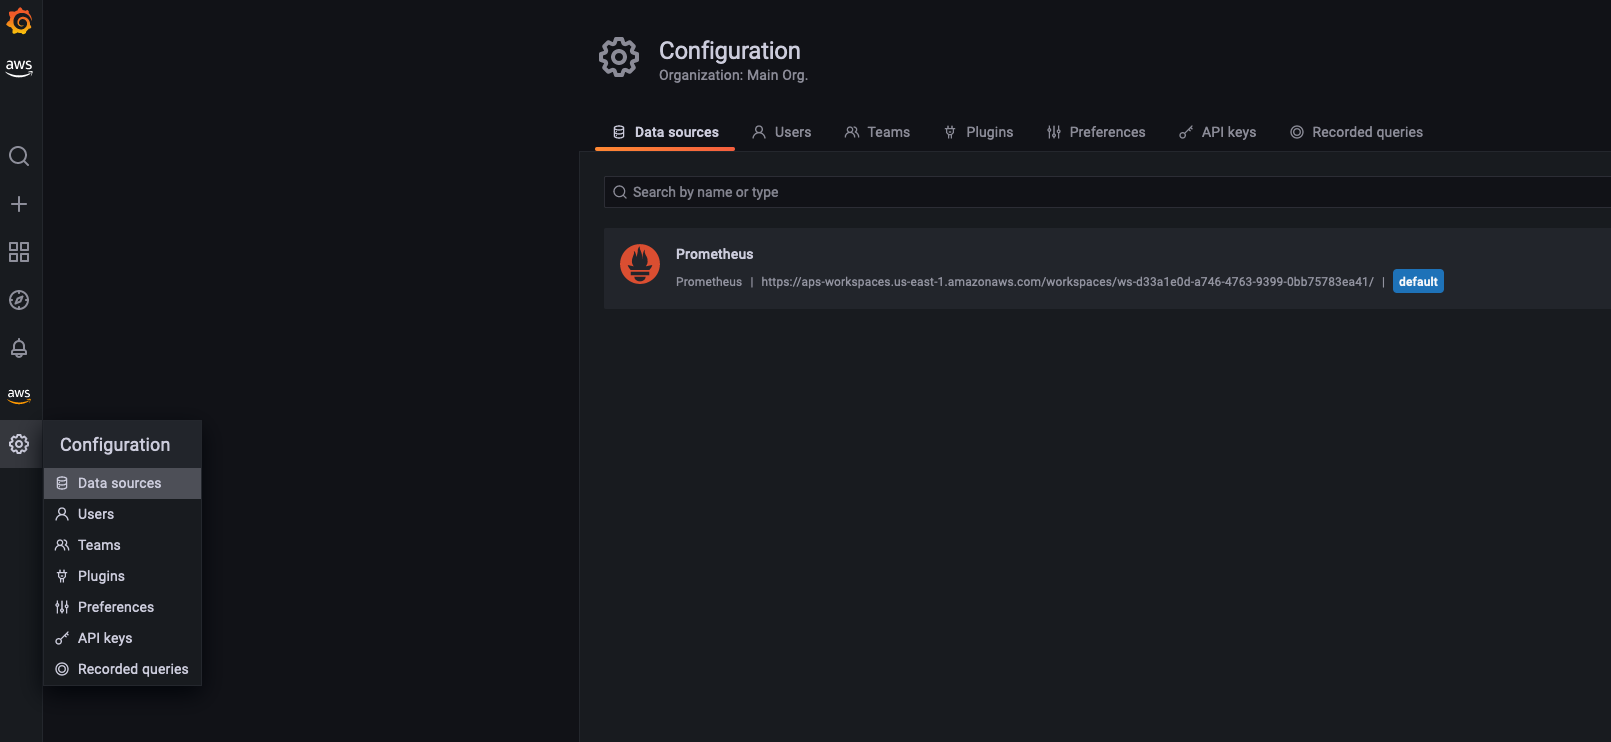 aws
aws
Configuration
Data sources
Users
Teams
Plugins
Preferences
API keys
Recorded queries
Configuration
Organization: Main Org.
Data sources Users Teams Plugins Preferences API keys Recorded queries
Search by name or type
Prometheus
Prometheus | https://aps-workspaces.us-east-1.amazonaws.com/workspaces/ws-d33a1e0d-a746-4763-9399-0bb75783ea41/ | default